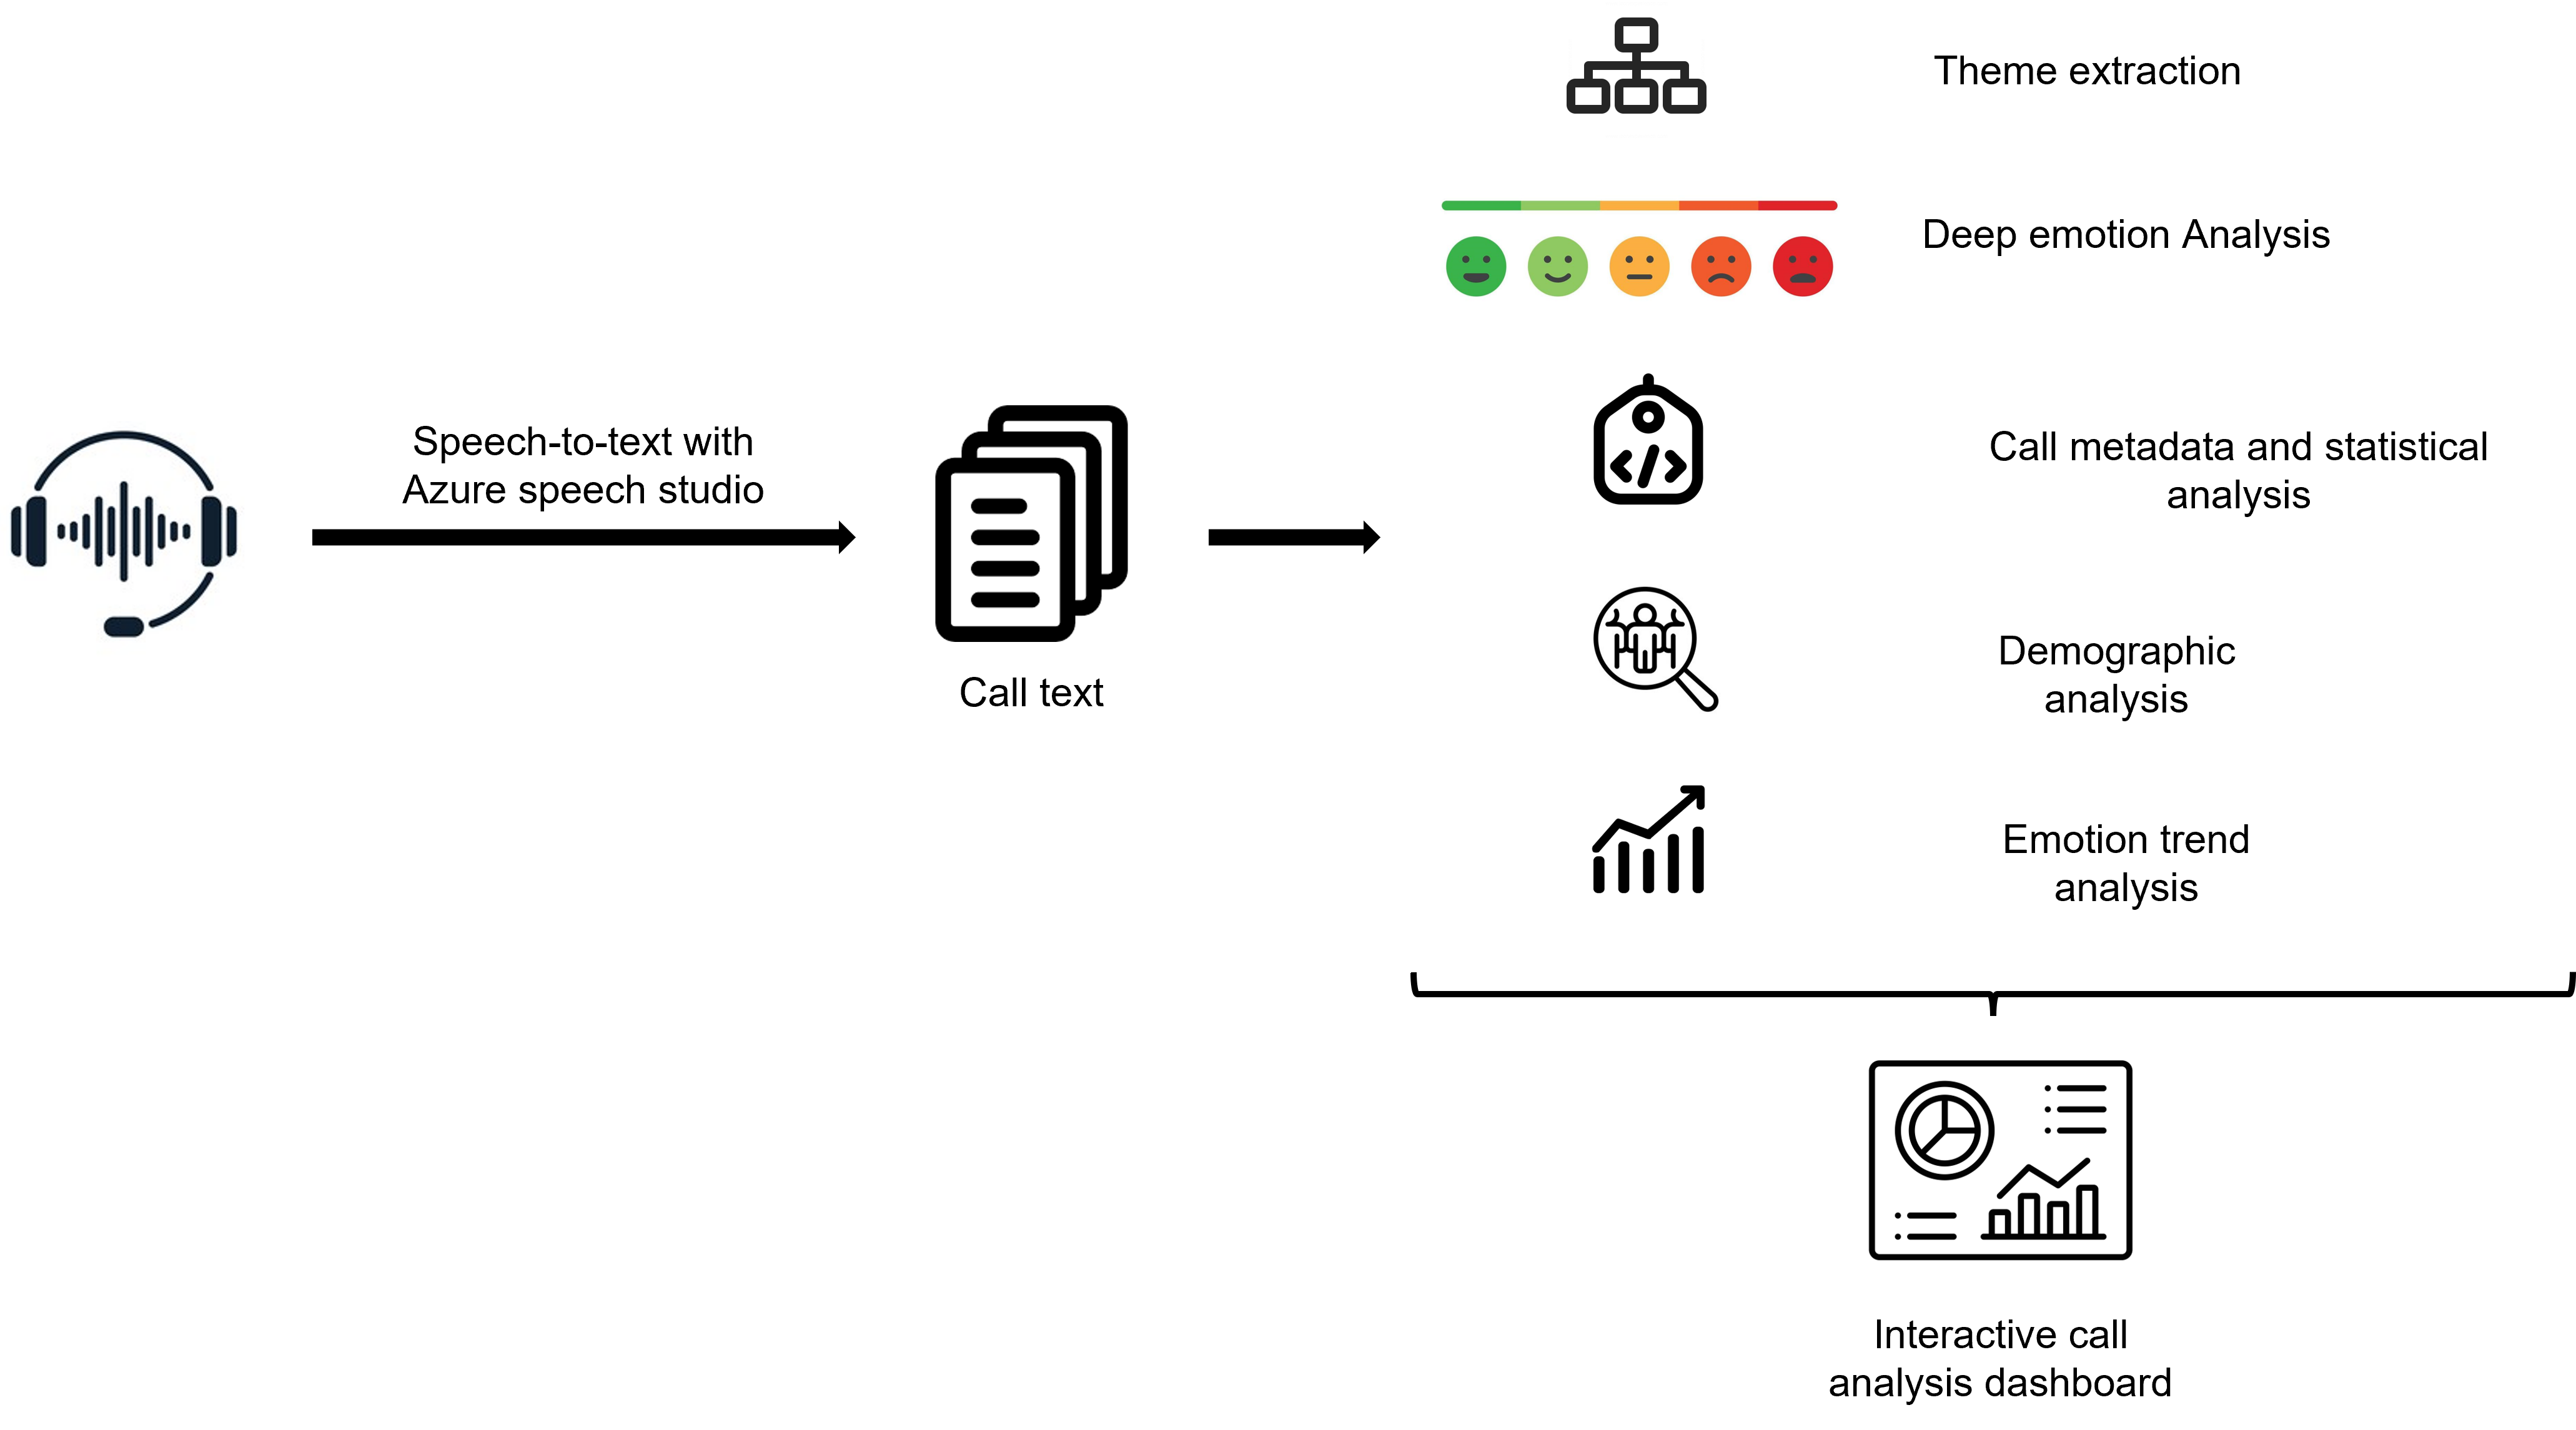 Theme extraction
Deep emotion Analysis
Speech-to-text with
Azure speech studio
Call text
Call metadata and statistical
analysis
Demographic
analysis
Emotion trend
analysis
Interactive call
analysis dashboard